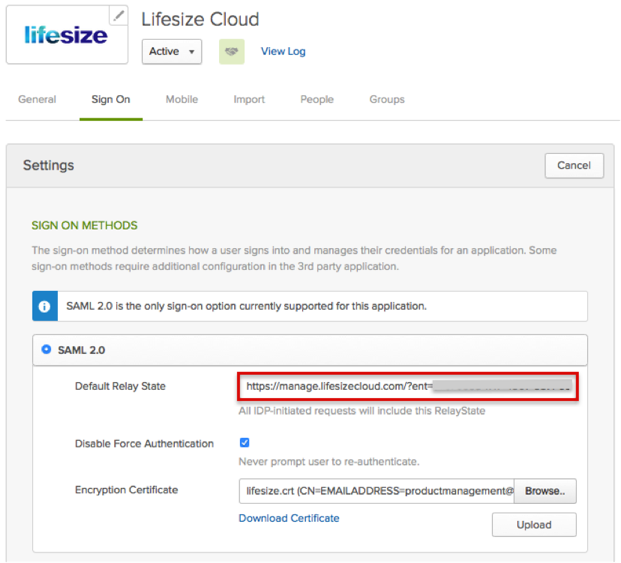 lifesize
Lifesize Cloud
Active
View Log
General Sign On Mobile Import People Groups
Settings
Cancel
SIGN ON METHODS
The sign-on method determines how a user signs into and manages their credentials for an application. Some
sign-on methods require additional configuration in the 3rd party application.
SAML 2.0 is the only sign-on option currently supported for this application.
SAML 2.0
Default Relay State
https://manage.lifesizecloud.com/?ent=
All IDP-initiated requests will include this RelayState
Disable Force Authentication
Never prompt user to re-authenticate.
Encryption Certificate
lifesize.crt (CN=EMAILADDRESS=productmanagement@
Browse..
Download Certificate
Upload